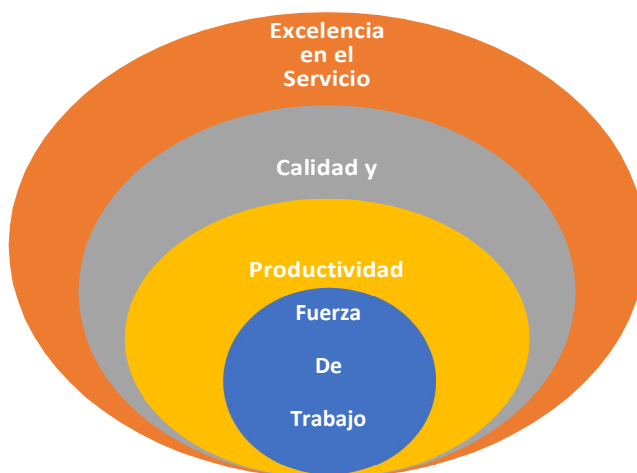 Excelencia
en el
Servicio
Calidad y
Productividad
Fuerza
De
Trabajo